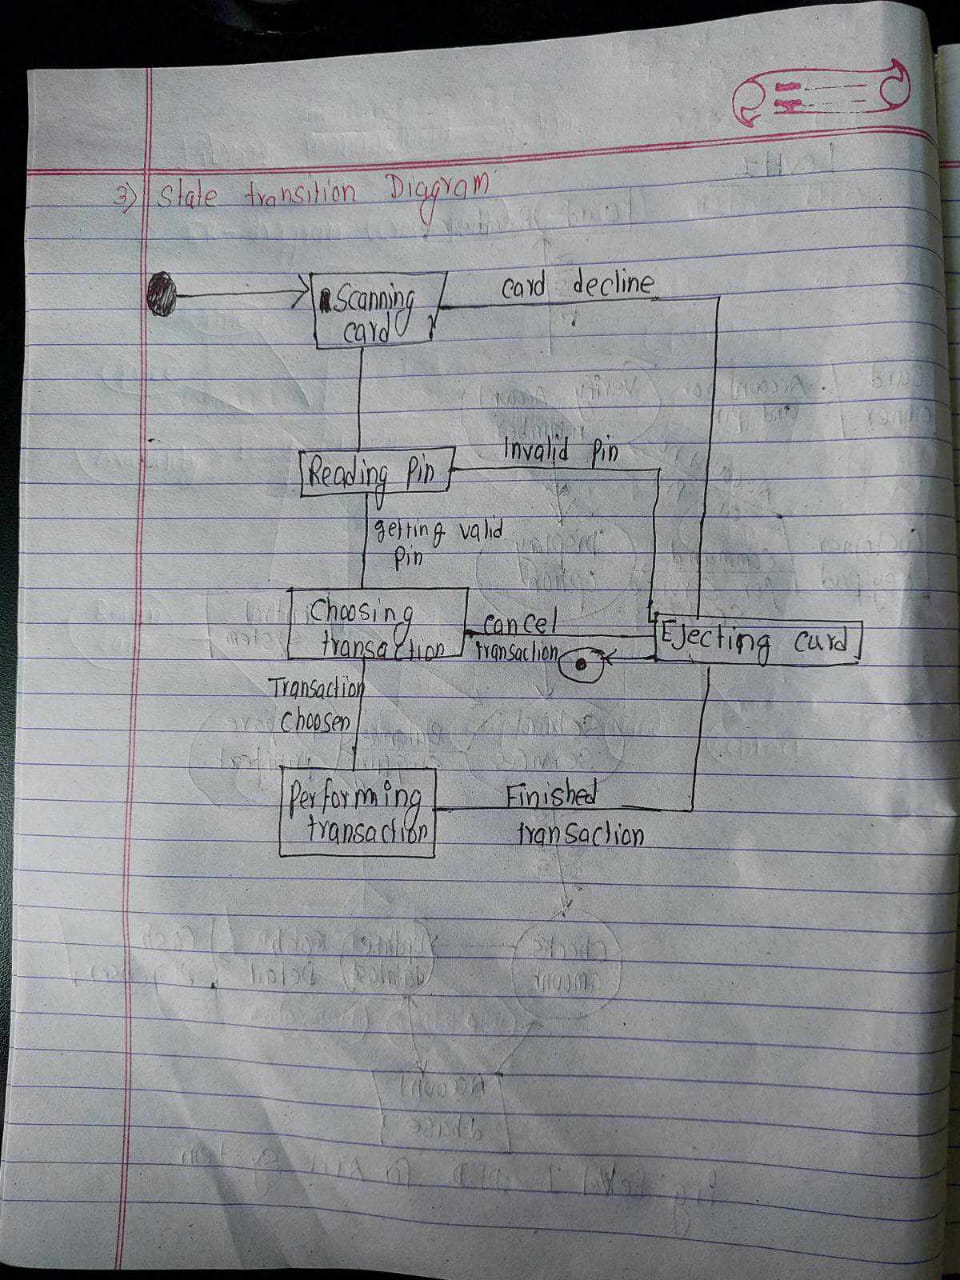 3) State transition Diagram
Scanning
card
card decline
Reading Pin
Invalid pin
getting valid
pin
Choosing
transaction
cancel
transaction
Ejecting card
Transaction
choosen
Performing
transaction
Finished
transaction